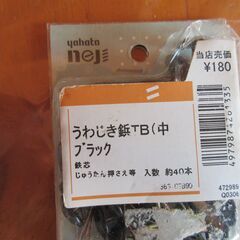 yahata
neji
当店売価
¥180
うわじき鋲TB(中
ブラック
鉄芯
じゅうたん押さえ等 入数 約40本
4979874261335